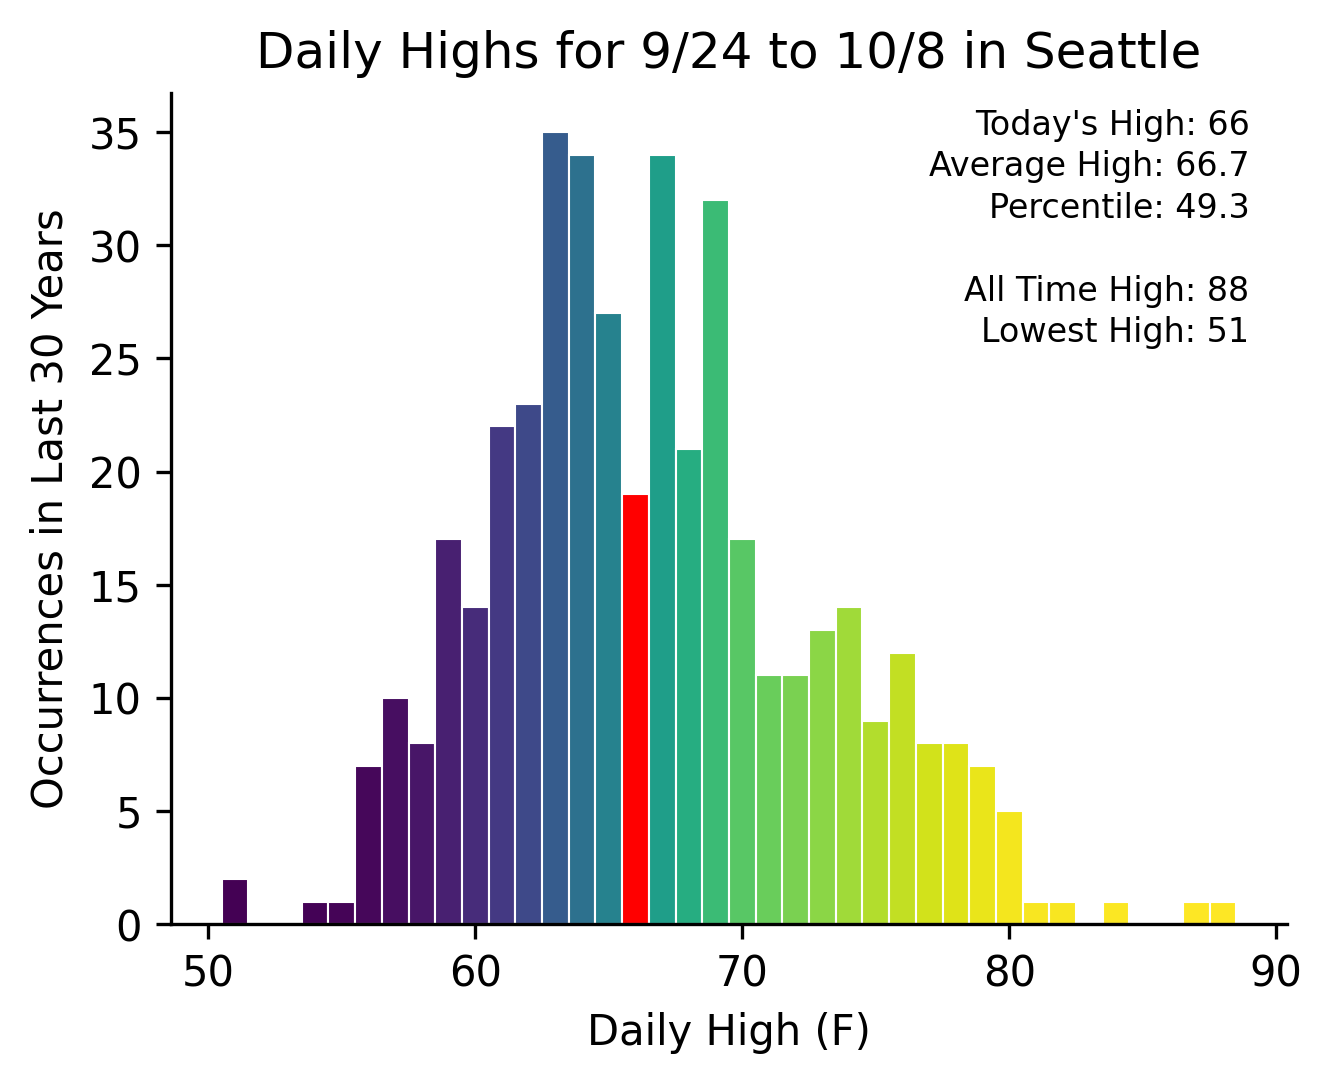 Daily Highs for 9/24 to 10/8 in Seattle
Today's High: 66
Average High: 66.7
Percentile: 49.3
All Time High: 88
Lowest High: 51
Occurrences in Last 30 Years
35
30
25
20
15
10
5
0
50 60 70 80 90
Daily High (F)